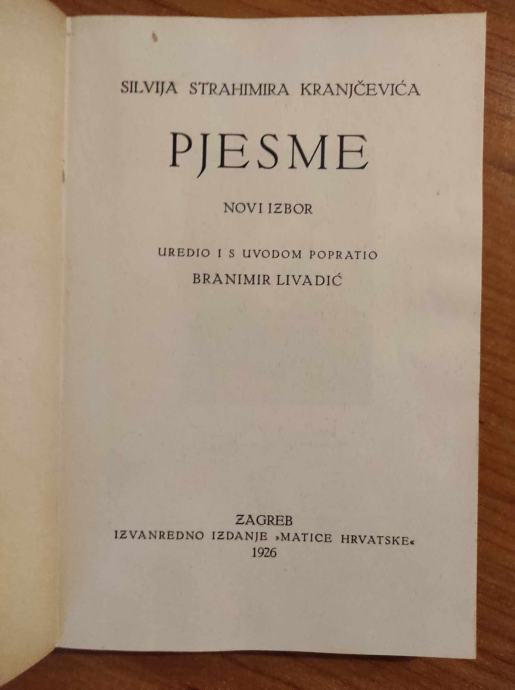 SILVIJA STRAHIMIRA KRANJČEVIĆA
PJESME
NOVI IZBOR
UREDIO I S UVODOM POPRATIO
BRANIMIR LIVADIĆ
ZAGREB
IZVANREDNO IZDANJE »MATICE HRVATSKE«
1926